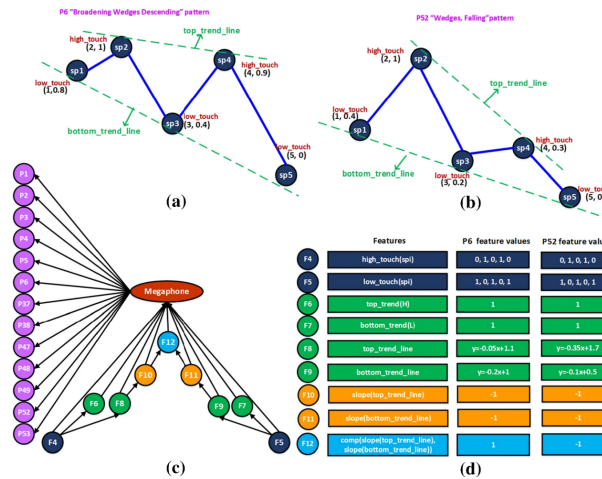 P6 "Broadening Wedges Descending" pattern
high_touch
(2, 1)
sp2
top_trend_line
sp4
high_touch
(4, 0.9)
sp1
low_touch
(1,0.8)
sp3
low_touch
(3, 0.4)
bottom_trend_line
low_touch
(5, 0)
sp5
(a)
P52 "Wedges, Falling"pattern
high_touch
(2, 1)
sp2
top_trend_line
low_touch
(1, 0.4)
sp1
high_touch
(4, 0.3)
sp4
sp3
low_touch
(3, 0.2)
bottom_trend_line
sp5
low_touch
(b)
P1
P2
P3
P4
P5
P6
P37
P38
P47
P48
P49
P52
P53
Megaphone
F12
F10
F11
F6
F8
F9
F7
F4
F5
(c)
Features P6 feature values P52 feature value
F4 high_touch(spi) 0, 1, 0, 1, 0 0, 1, 0, 1, 0
F5 low_touch(spi) 1, 0, 1, 0, 1 1, 0, 1, 0, 1
F6 top_trend(H) 1 1
F7 bottom_trend(L) 1 1
F8 top_trend_line y=-0.05x+1.1 y=-0.35x+1.7
F9 bottom_trend_line y=-0.2x+1 y=-0.1x+0.5
F10 slope(top_trend_line) -1 -1
F11 slope(bottom_trend_line) -1 -1
F12 comp(slope(top_trend_line), 1 -1
slope(bottom_trend_line))
(d)